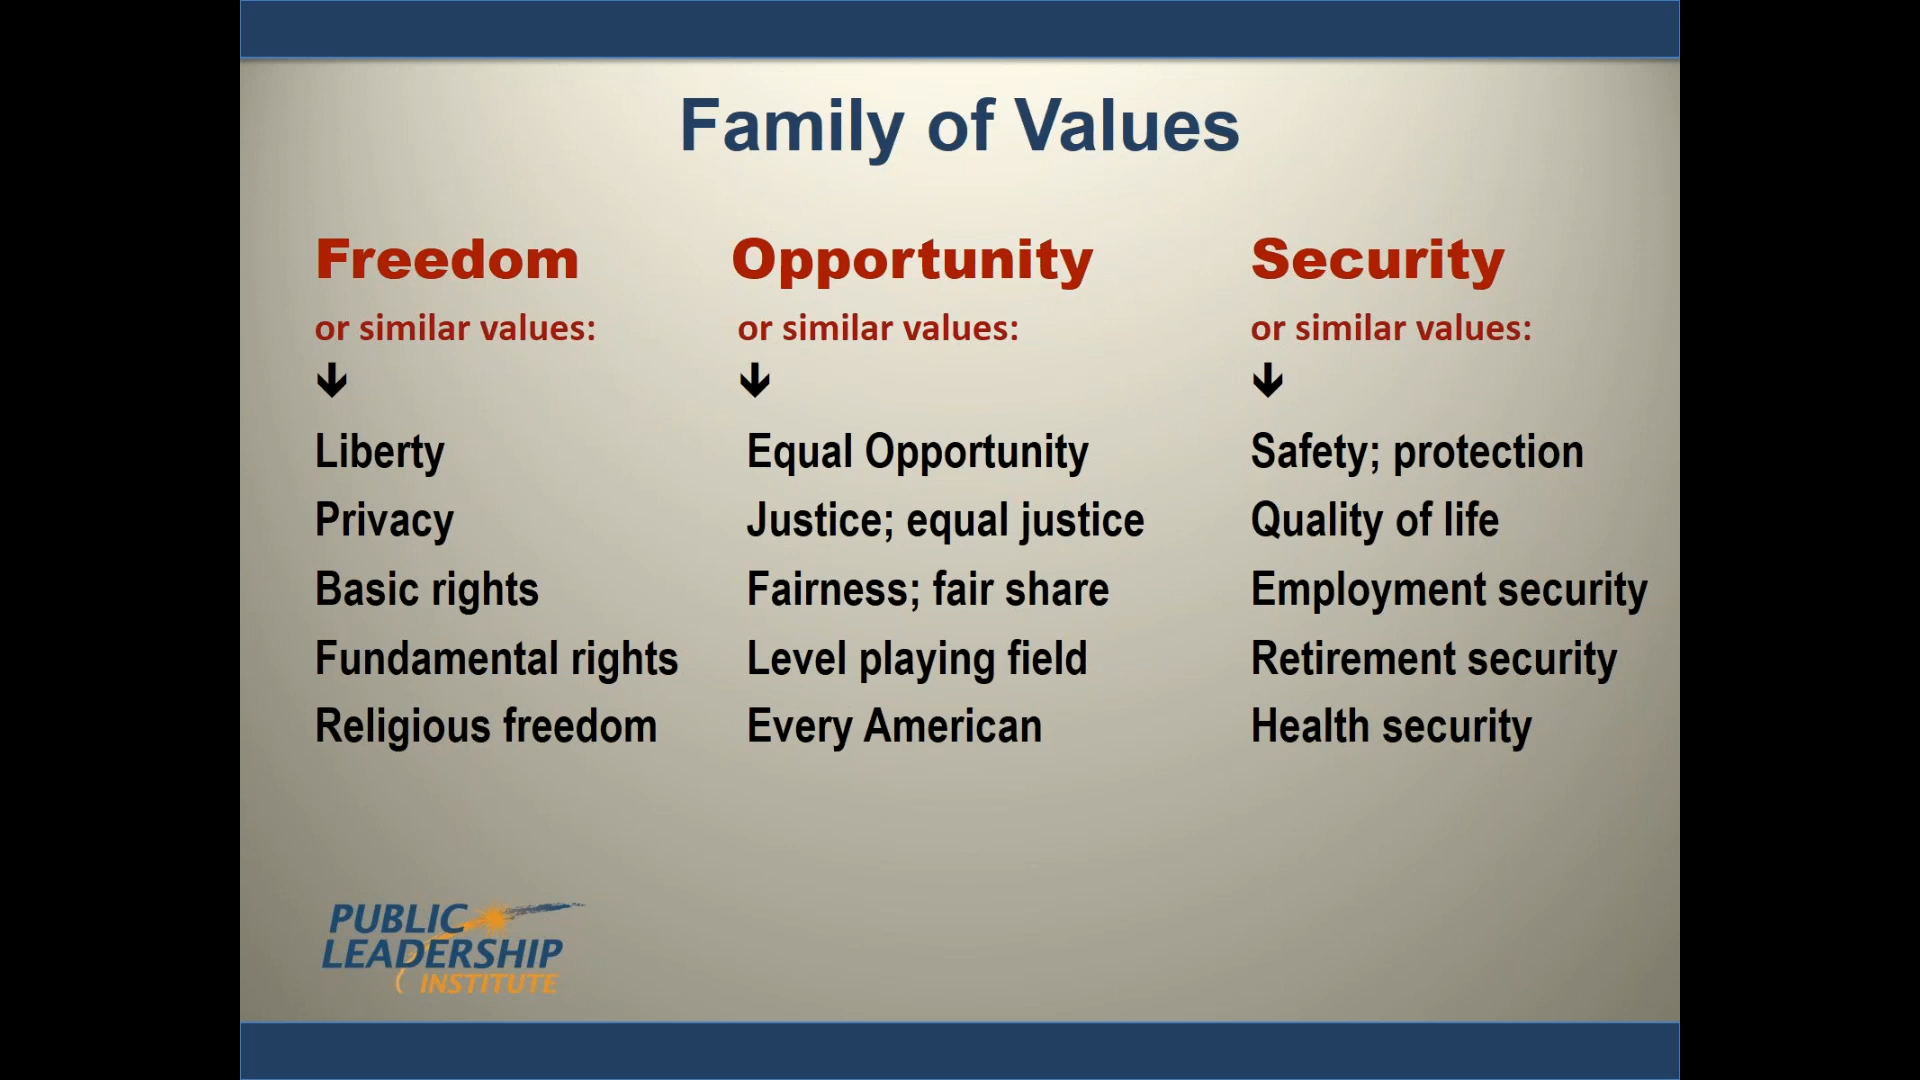 Family of Values
Freedom
or similar values:
🡻
Liberty
Privacy
Basic rights
Fundamental rights
Religious freedom
Opportunity
or similar values:
🡻
Equal Opportunity
Justice; equal justice
Fairness; fair share
Level playing field
Every American
Security
or similar values:
🡻
Safety; protection
Quality of life
Employment security
Retirement security
Health security
PUBLIC
LEADERSHIP
INSTITUTE